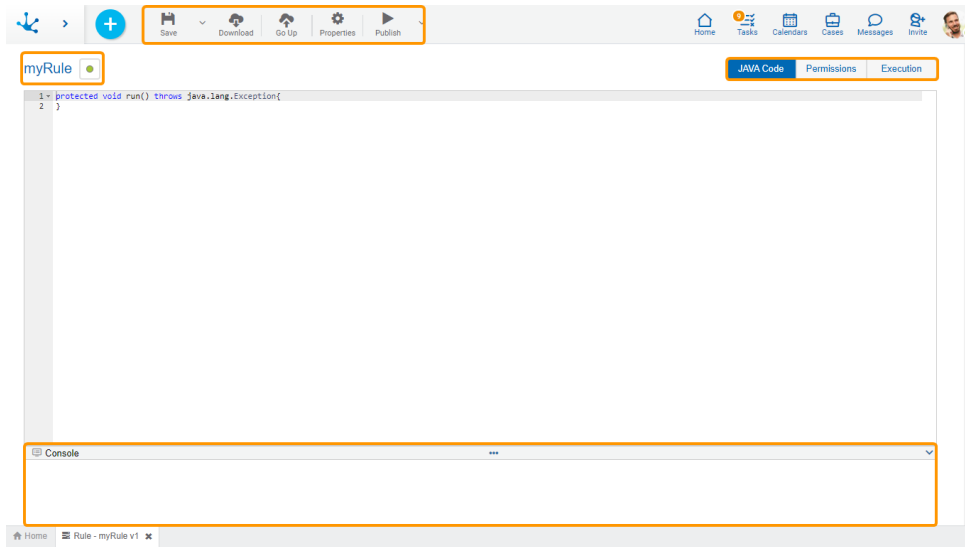 Save Download Go Up Properties Publish
9
Home Tasks Calendars Cases Messages Invite
myRule
JAVA Code Permissions Execution
1 protected void run() throws java.lang.Exception{
2 }
Console
Home Rule - myRule v1